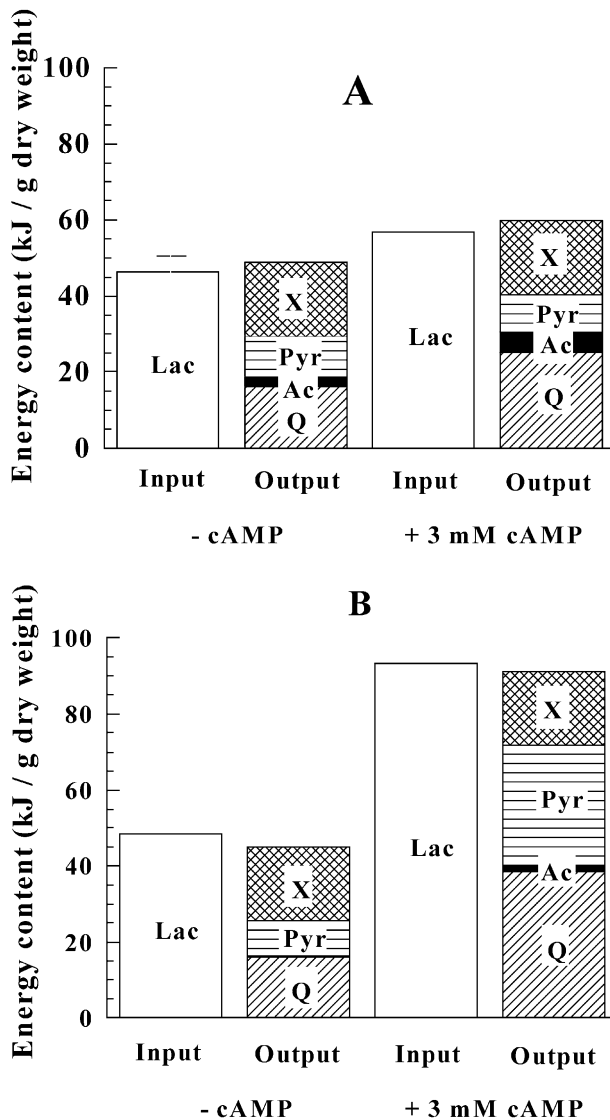 A
Energy content (kJ / g dry weight)
100
80
60
40
20
0
Lac
X
Pyr
Ac
Q
Lac
X
Pyr
Ac
Q
Input Output Input Output
- cAMP + 3 mM cAMP
B
Energy content (kJ / g dry weight)
100
80
60
40
20
0
Lac
X
Pyr
Q
Lac
X
Pyr
Ac
Q
Input Output Input Output
- cAMP + 3 mM cAMP